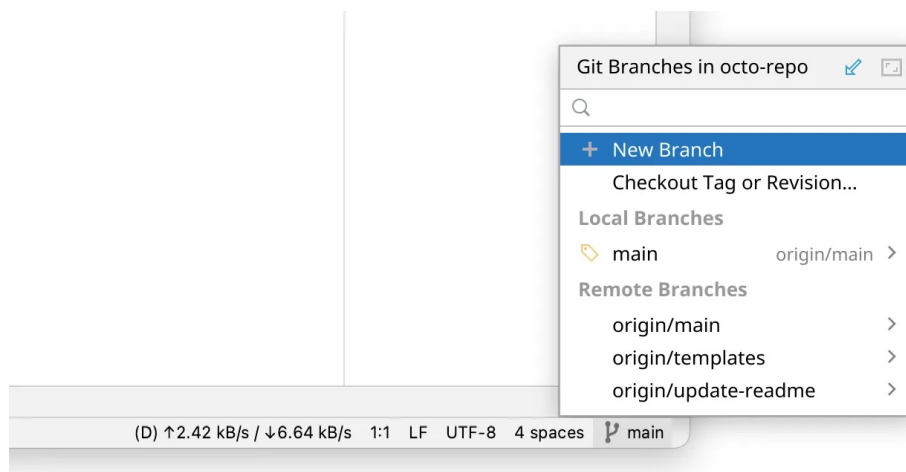 Git Branches in octo-repo
New Branch
Checkout Tag or Revision...
Local Branches
main origin/main
Remote Branches
origin/main
origin/templates
origin/update-readme
(D) ↑2.42 kB/s / ↓6.64 kB/s 1:1 LF UTF-8 4 spaces main